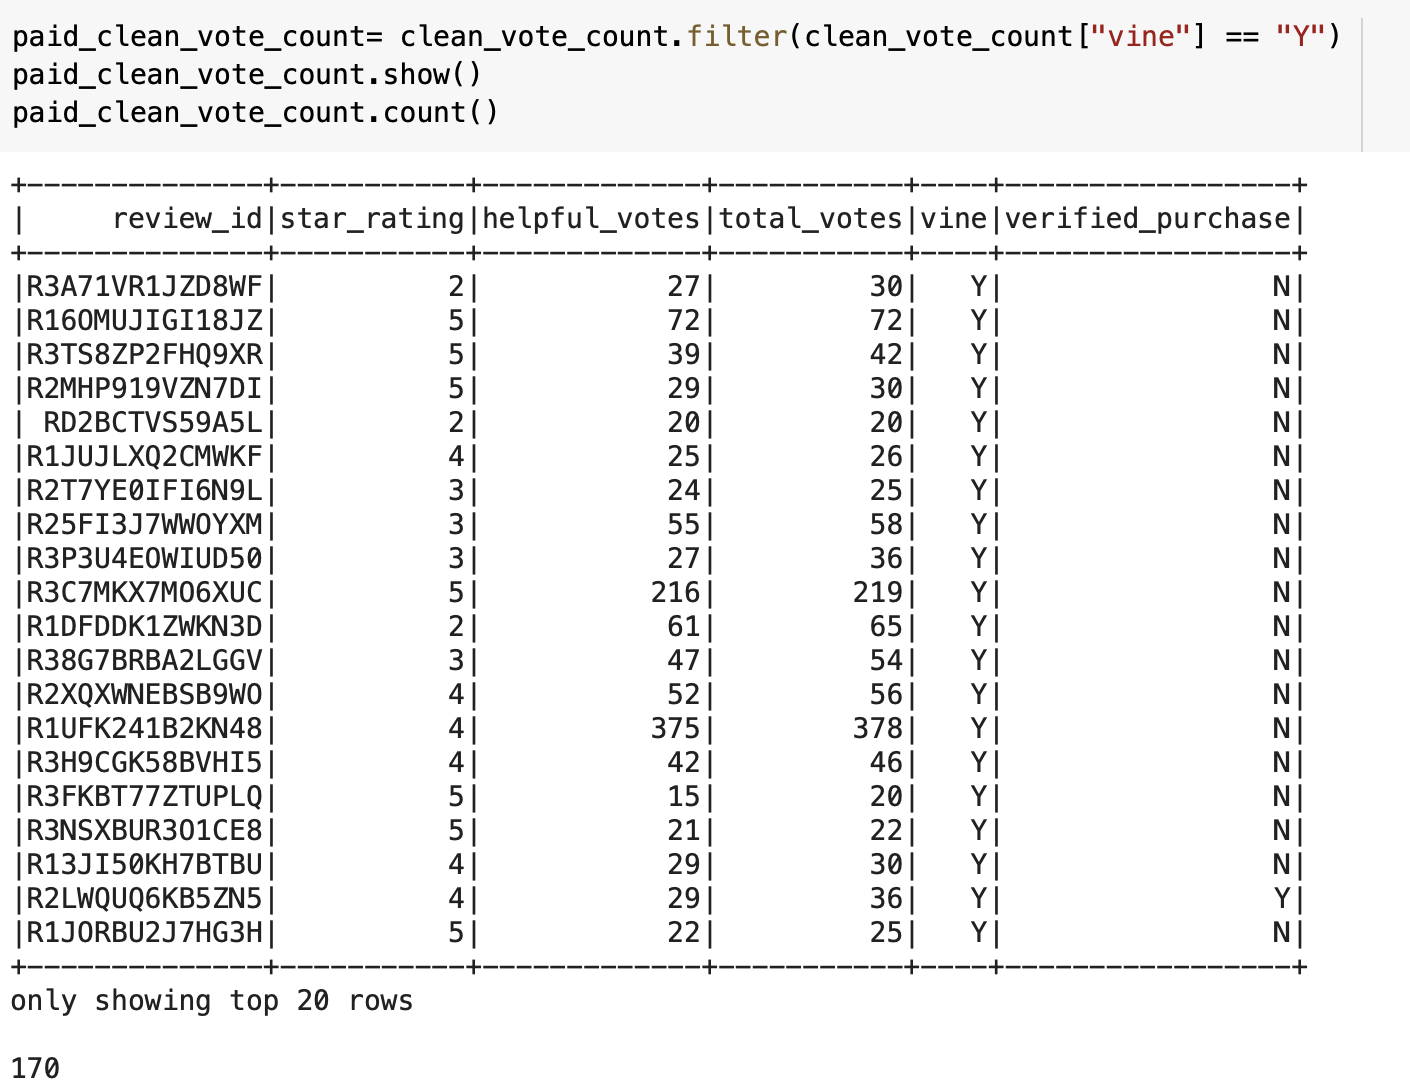 paid_clean_vote_count= clean_vote_count.filter(clean_vote_count["vine"] == "Y")
paid_clean_vote_count.show()
paid_clean_vote_count.count()
+--------------+-----------+-------------+-----------+----+-----------------+
|     review_id|star_rating|helpful_votes|total_votes|vine|verified_purchase|
+--------------+-----------+-------------+-----------+----+-----------------+
|R3A71VR1JZD8WF|          2|           27|         30|   Y|                N|
|R16OMUJIGI18JZ|          5|           72|         72|   Y|                N|
|R3TS8ZP2FHQ9XR|          5|           39|         42|   Y|                N|
|R2MHP919VZN7DI|          5|           29|         30|   Y|                N|
| RD2BCTVS59A5L|          2|           20|         20|   Y|                N|
|R1JUJLXQ2CMWKF|          4|           25|         26|   Y|                N|
|R2T7YE0IFI6N9L|          3|           24|         25|   Y|                N|
|R25FI3J7WWOYXM|          3|           55|         58|   Y|                N|
|R3P3U4EOWIUD50|          3|           27|         36|   Y|                N|
|R3C7MKX7MO6XUC|          5|          216|        219|   Y|                N|
|R1DFDDK1ZWKN3D|          2|           61|         65|   Y|                N|
|R38G7BRBA2LGGV|          3|           47|         54|   Y|                N|
|R2XQXWNEBSB9WO|          4|           52|         56|   Y|                N|
|R1UFK241B2KN48|          4|          375|        378|   Y|                N|
|R3H9CGK58BVHI5|          4|           42|         46|   Y|                N|
|R3FKBT77ZTUPLQ|          5|           15|         20|   Y|                N|
|R3NSXBUR3O1CE8|          5|           21|         22|   Y|                N|
|R13JI50KH7BTBU|          4|           29|         30|   Y|                N|
|R2LWQUQ6KB5ZN5|          4|           29|         36|   Y|                Y|
|R1JORBU2J7HG3H|          5|           22|         25|   Y|                N|
+--------------+-----------+-------------+-----------+----+-----------------+
only showing top 20 rows
170